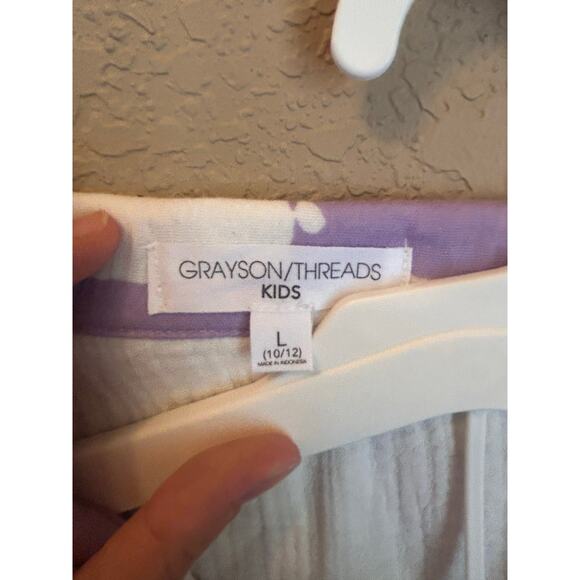 GRAYSON/THREADS
KIDS
L
(10/12)
MADE IN INDONESIA